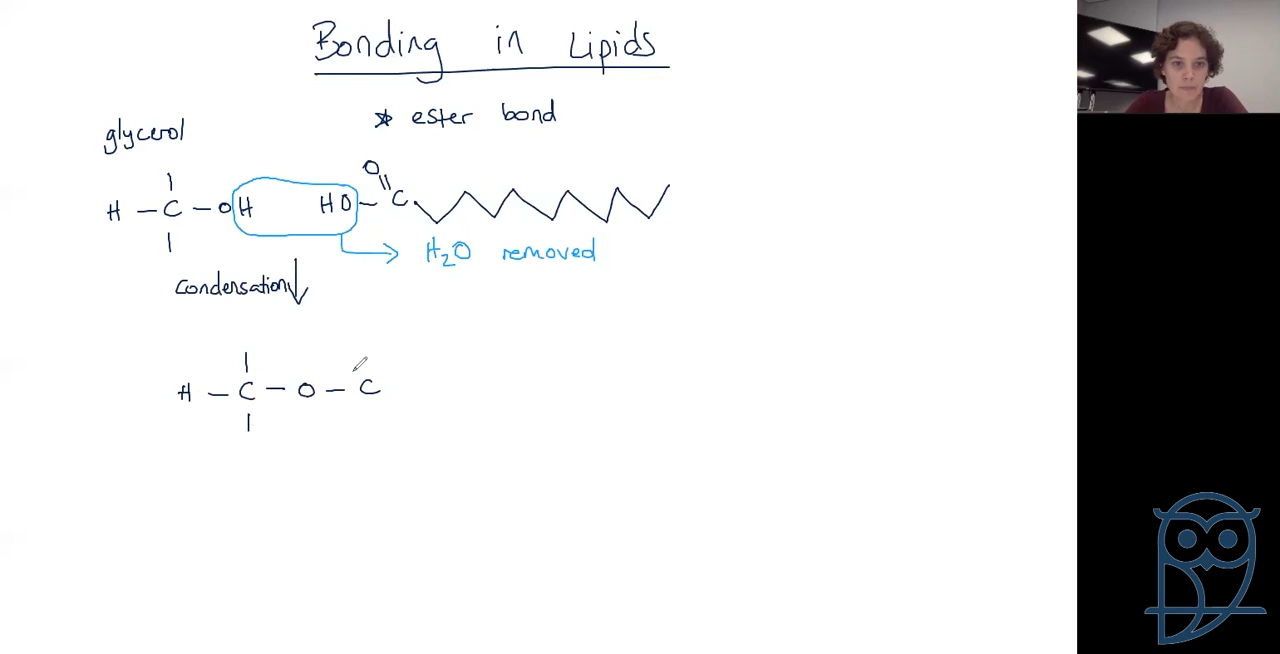 Bonding in Lipids
* ester bond
glycerol
O
H - C - OH HO - C
H2O removed
condensation
H - C - O - C